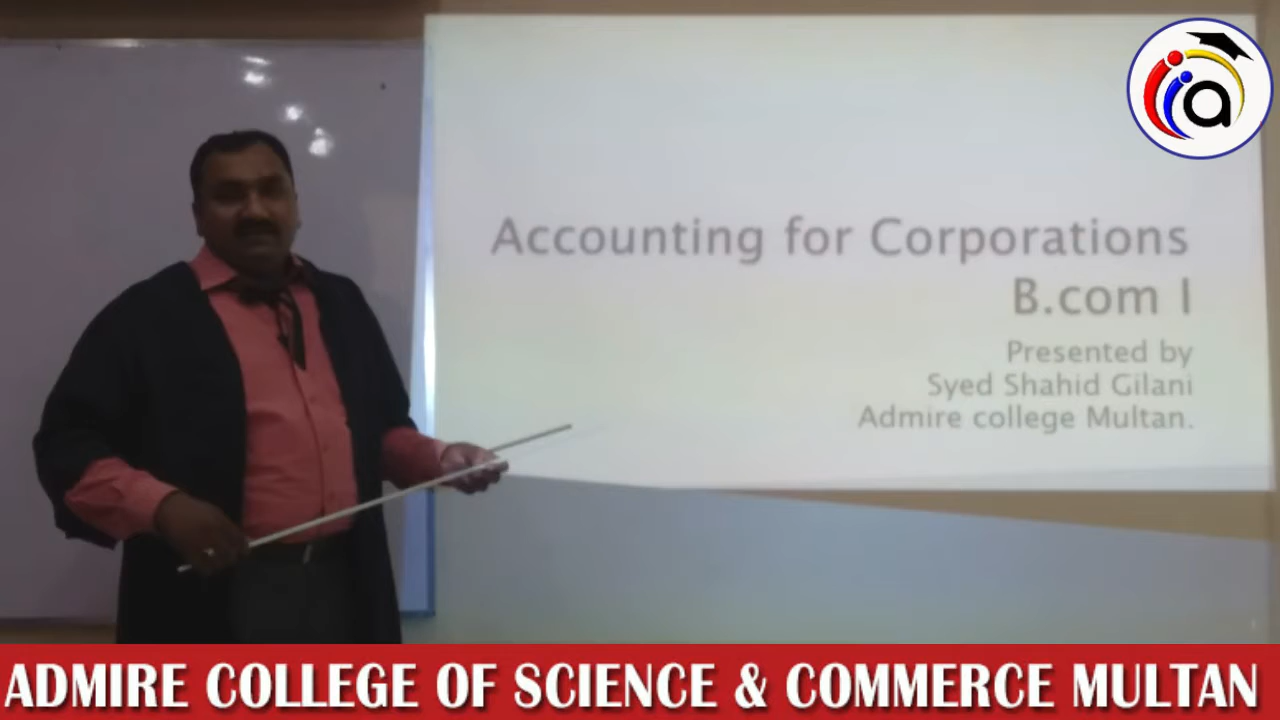 a
Accounting for Corporations
B.com I
Presented by
Syed Shahid Gilani
Admire college Multan.
ADMIRE COLLEGE OF SCIENCE & COMMERCE MULTAN